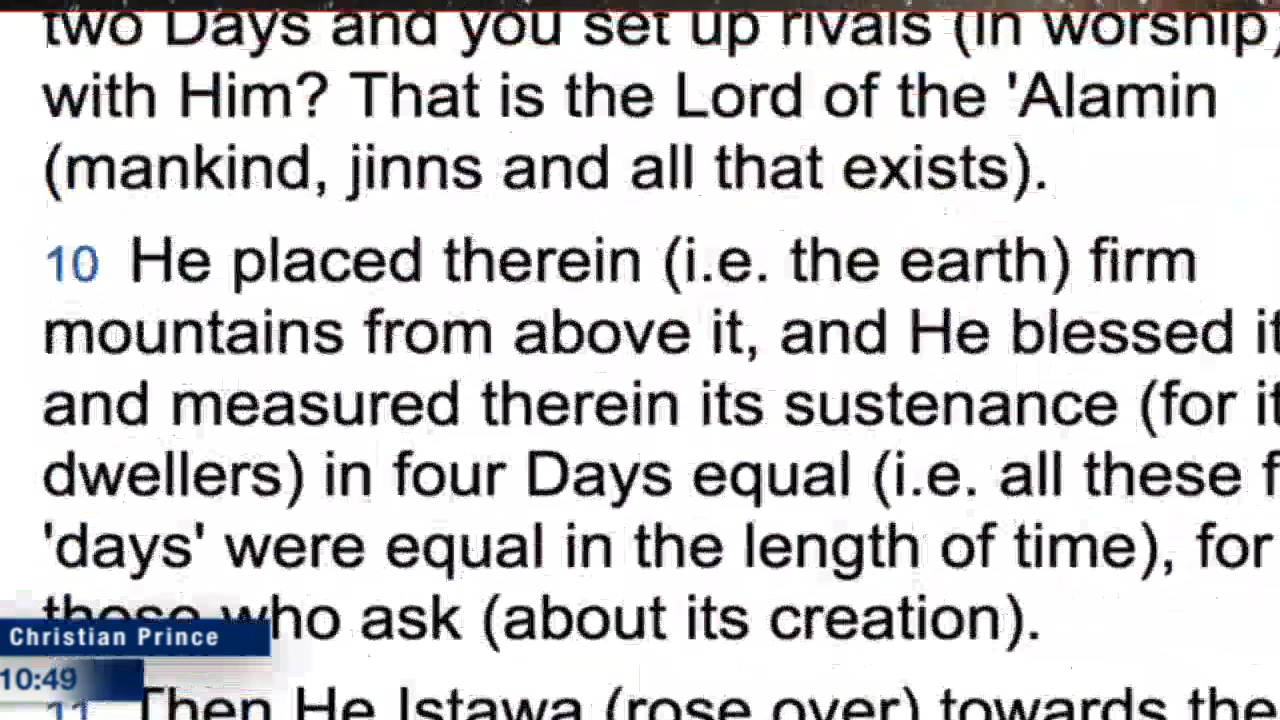 two Days and you set up rivals (in worship)
with Him? That is the Lord of the 'Alamin
(mankind, jinns and all that exists).
10 He placed therein (i.e. the earth) firm
mountains from above it, and He blessed it
and measured therein its sustenance (for it
dwellers) in four Days equal (i.e. all these f
'days' were equal in the length of time), for
those who ask (about its creation).
Christian Prince
10:49
11 Then He Istawa (rose over) towards the